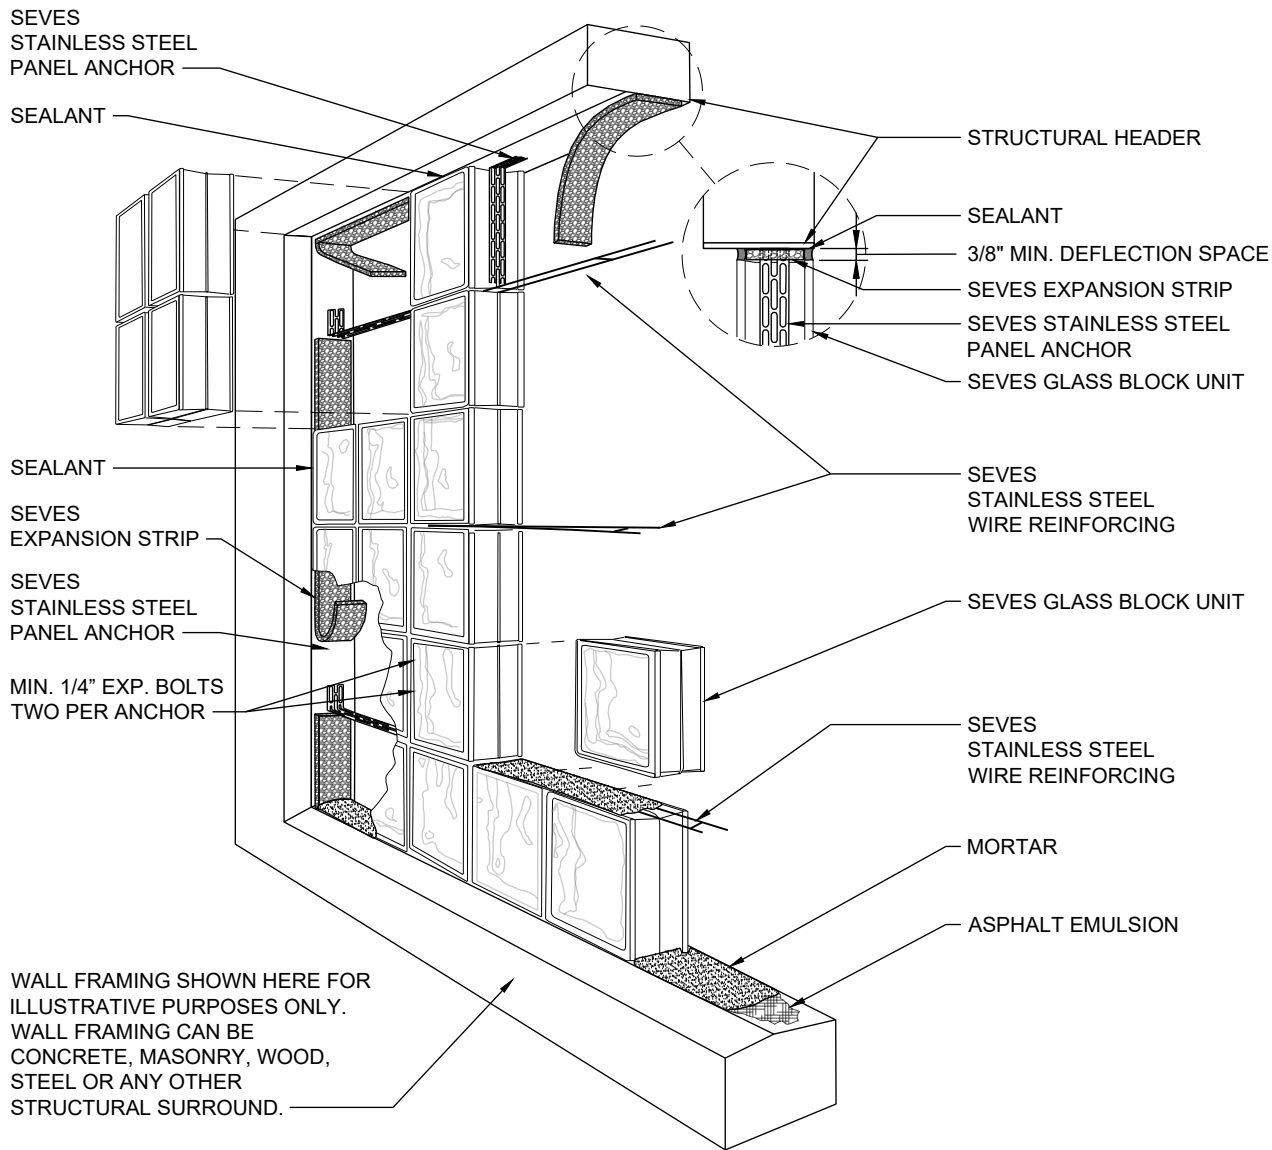 SEVES
STAINLESS STEEL
PANEL ANCHOR
SEALANT
SEALANT
SEVES
EXPANSION STRIP
SEVES
STAINLESS STEEL
PANEL ANCHOR
MIN. 1/4” EXP. BOLTS
TWO PER ANCHOR
WALL FRAMING SHOWN HERE FOR
ILLUSTRATIVE PURPOSES ONLY.
WALL FRAMING CAN BE
CONCRETE, MASONRY, WOOD,
STEEL OR ANY OTHER
STRUCTURAL SURROUND.
STRUCTURAL HEADER
SEALANT
3/8" MIN. DEFLECTION SPACE
SEVES EXPANSION STRIP
SEVES STAINLESS STEEL
PANEL ANCHOR
SEVES GLASS BLOCK UNIT
SEVES
STAINLESS STEEL
WIRE REINFORCING
SEVES GLASS BLOCK UNIT
SEVES
STAINLESS STEEL
WIRE REINFORCING
MORTAR
ASPHALT EMULSION